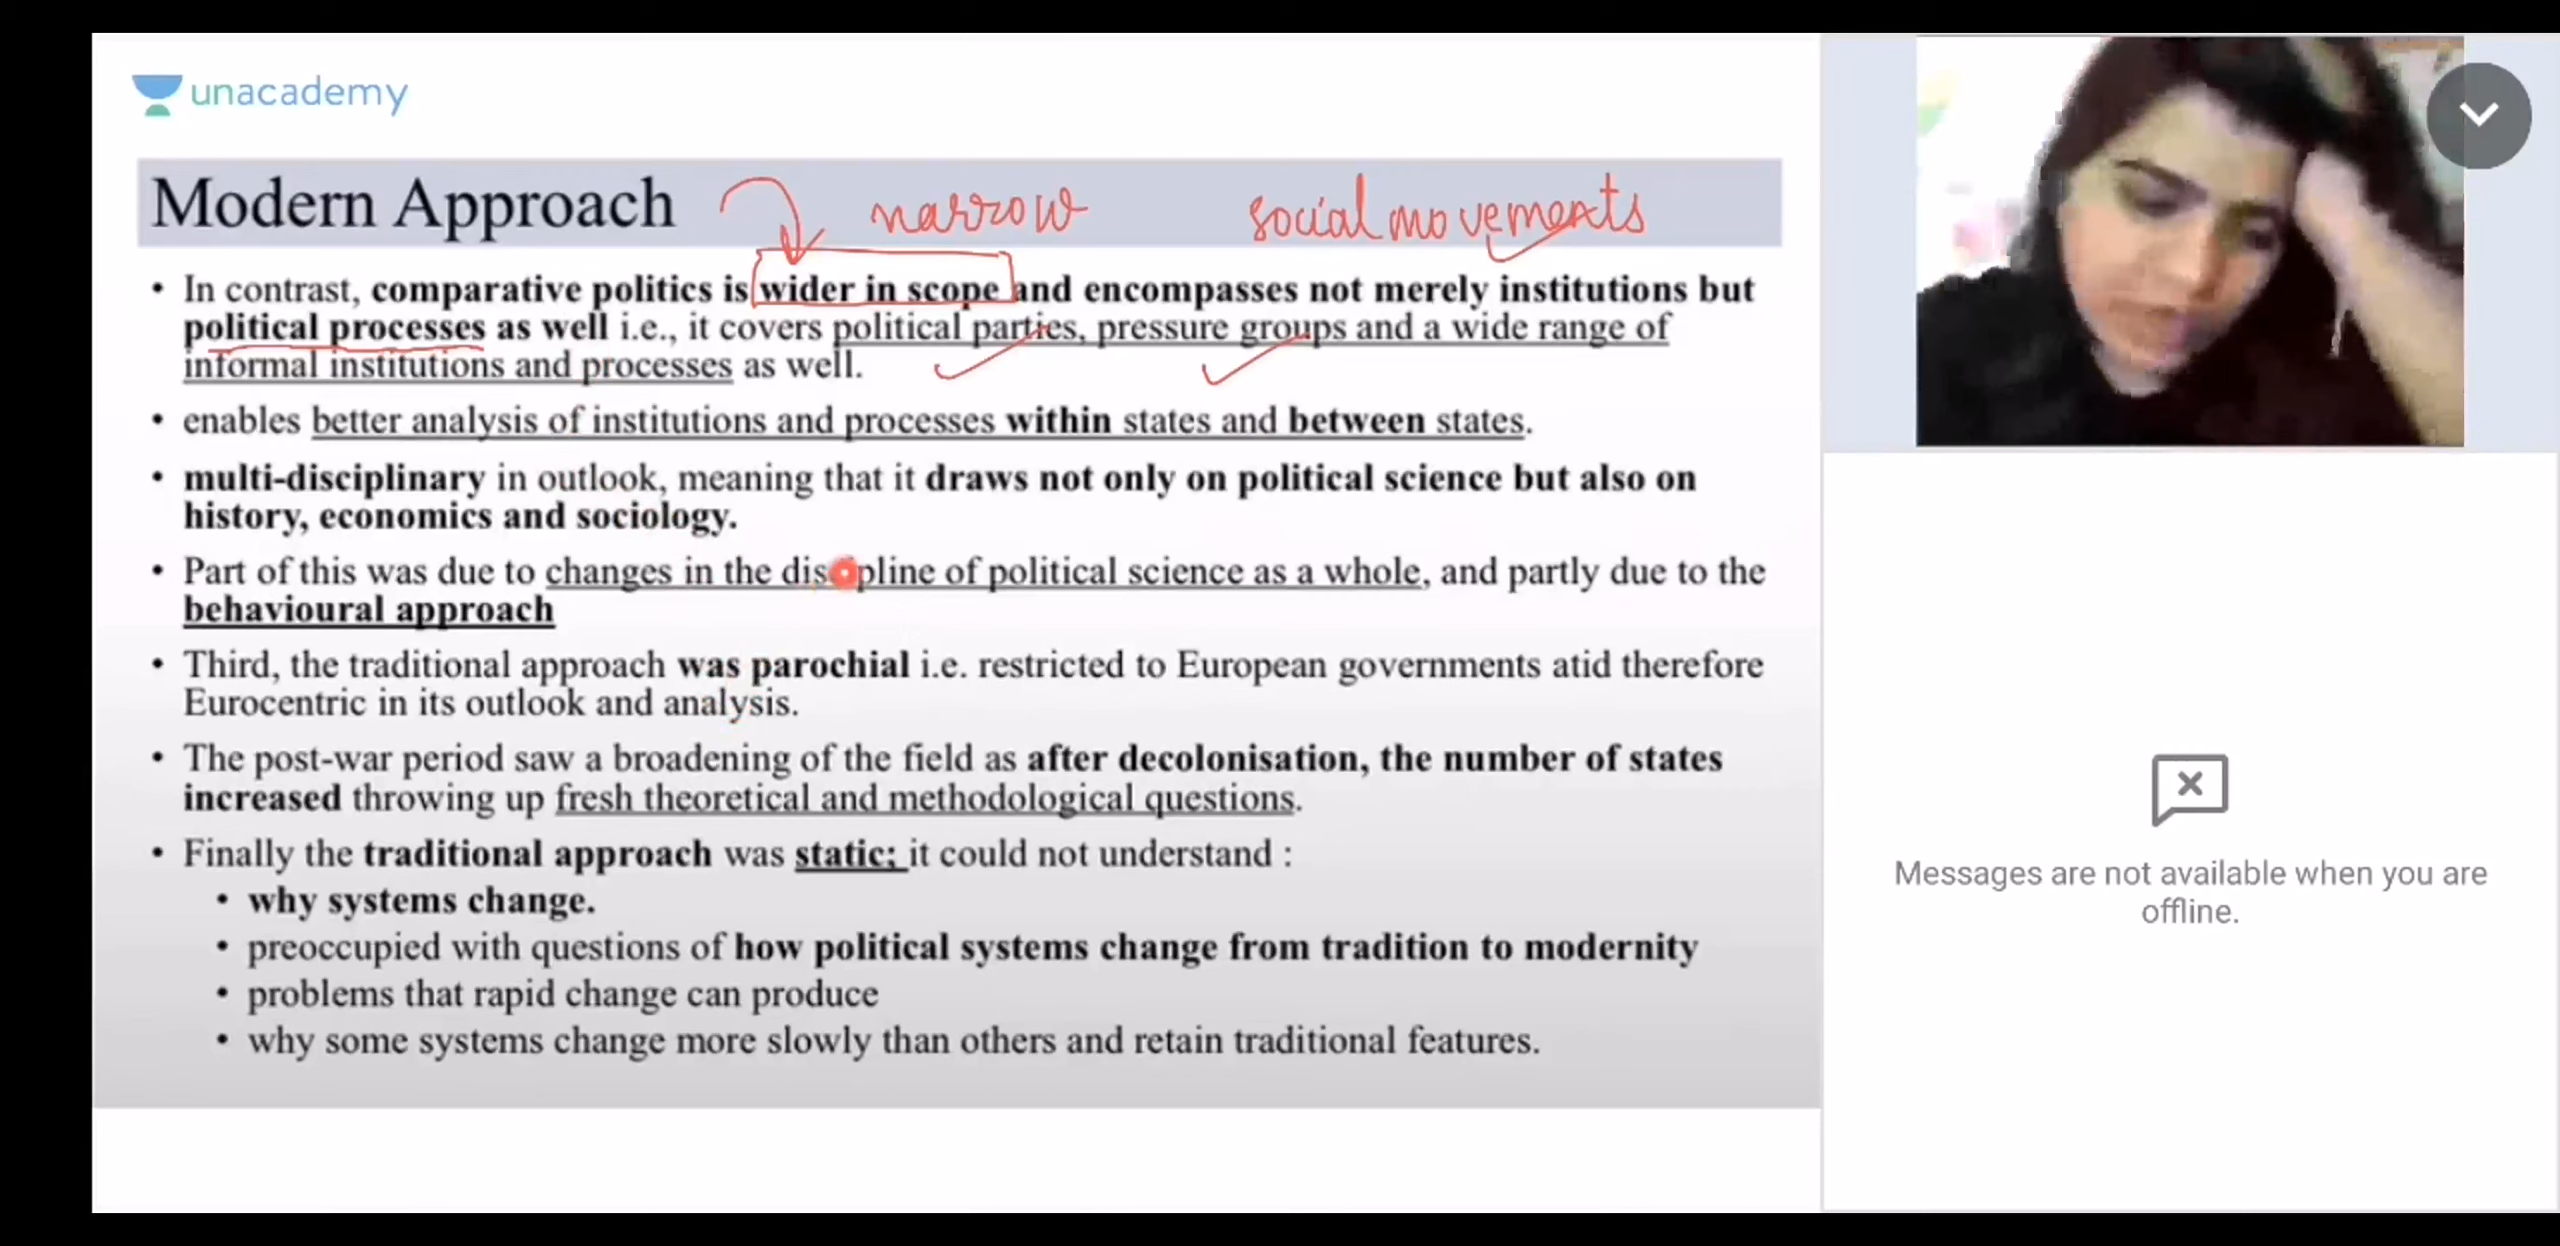 unacademy
Modern Approach
narrow
social movements
• In contrast, comparative politics is wider in scope and encompasses not merely institutions but
political processes as well i.e., it covers political parties, pressure groups and a wide range of
informal institutions and processes as well.
• enables better analysis of institutions and processes within states and between states.
• multi-disciplinary in outlook, meaning that it draws not only on political science but also on
history, economics and sociology.
• Part of this was due to changes in the discipline of political science as a whole, and partly due to the
behavioural approach
• Third, the traditional approach was parochial i.e. restricted to European governments atid therefore
Eurocentric in its outlook and analysis.
• The post-war period saw a broadening of the field as after decolonisation, the number of states
increased throwing up fresh theoretical and methodological questions.
• Finally the traditional approach was static; it could not understand :
• why systems change.
• preoccupied with questions of how political systems change from tradition to modernity
• problems that rapid change can produce
• why some systems change more slowly than others and retain traditional features.
Messages are not available when you are
offline.